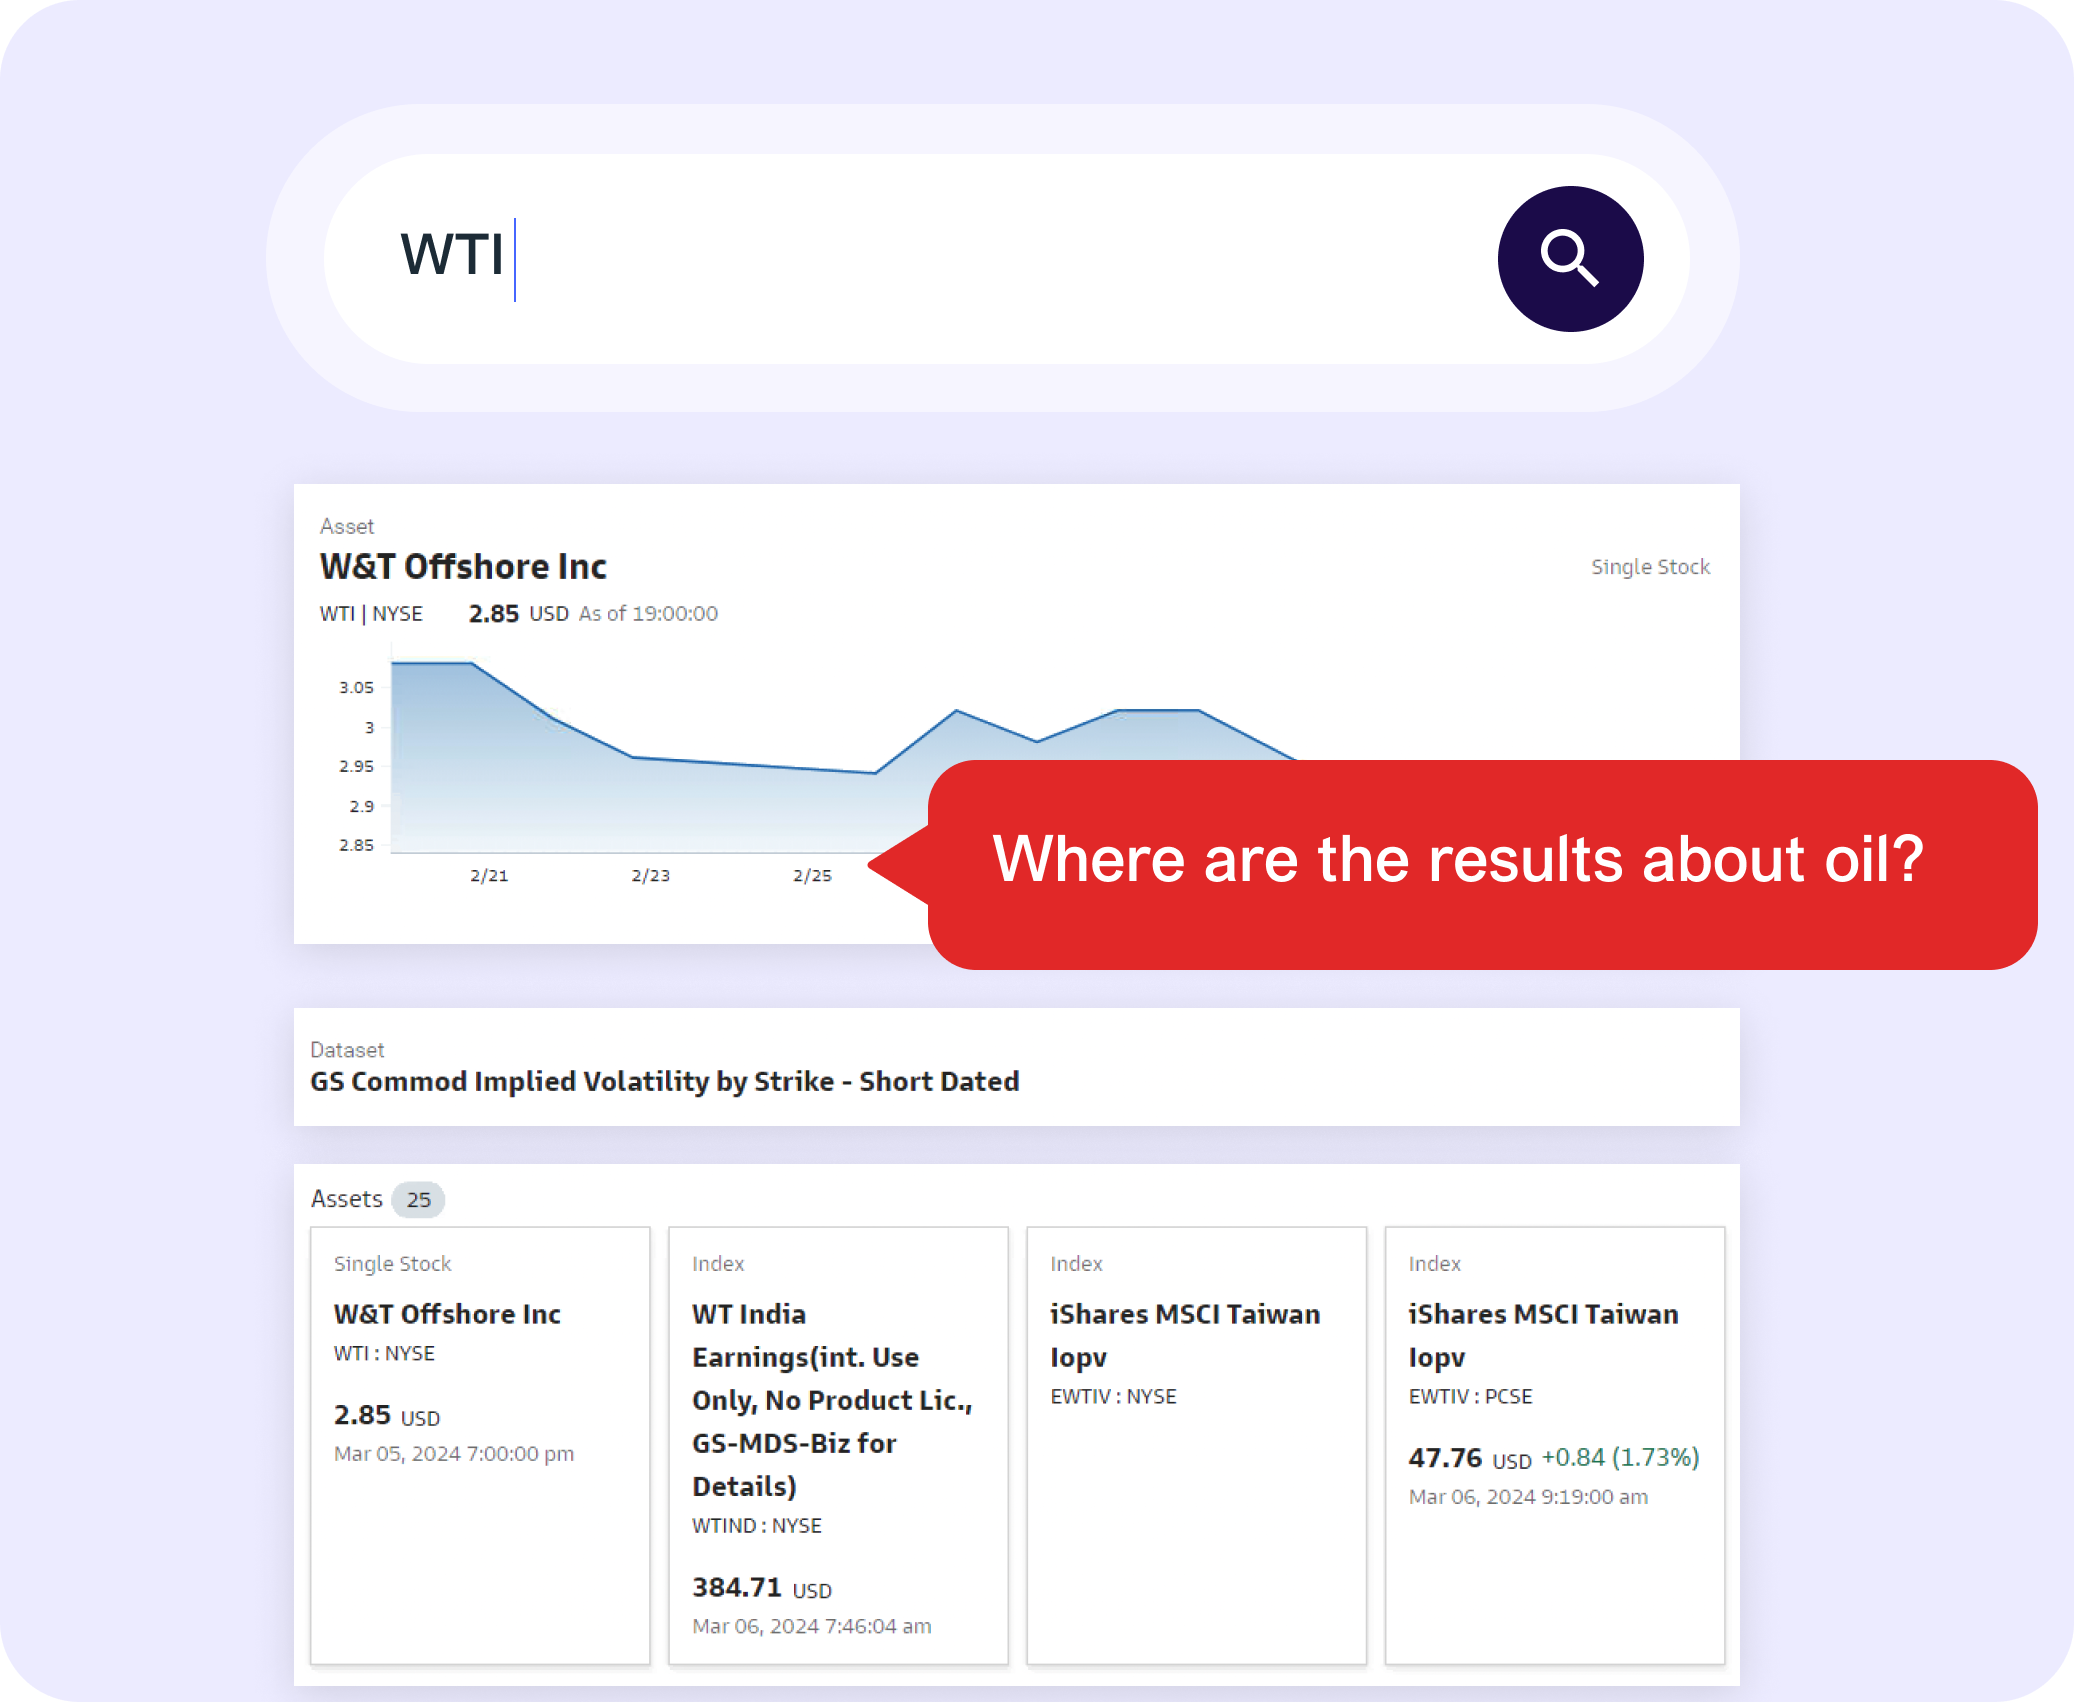 WTI
Asset
W&T Offshore Inc
Single Stock
WTI | NYSE 2.85 USD As of 19:00:00
3.05
3
2.95
2.9
2.85
2/21 2/23 2/25
Where are the results about oil?
Dataset
GS Commod Implied Volatility by Strike - Short Dated
Assets 25
Single Stock
W&T Offshore Inc
WTI : NYSE
2.85 USD
Mar 05, 2024 7:00:00 pm
Index
WT India
Earnings(int. Use
Only, No Product Lic.,
GS-MDS-Biz for
Details)
WTIND : NYSE
384.71 USD
Mar 06, 2024 7:46:04 am
Index
iShares MSCI Taiwan
Iopv
EWTIV : NYSE
Index
iShares MSCI Taiwan
Iopv
EWTIV : PCSE
47.76 USD +0.84 (1.73%)
Mar 06, 2024 9:19:00 am